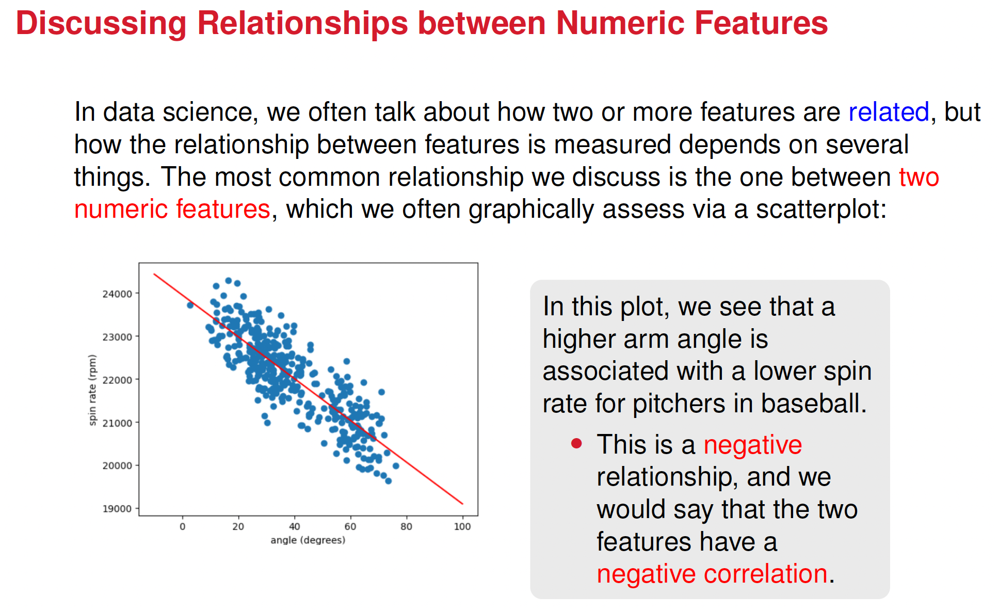 Discussing Relationships between Numeric Features
In data science, we often talk about how two or more features are related, but
how the relationship between features is measured depends on several
things. The most common relationship we discuss is the one between two
numeric features, which we often graphically assess via a scatterplot:
24000
23000
22000
21000
20000
19000
spin rate (rpm)
0 20 40 60 80 100
angle (degrees)
In this plot, we see that a
higher arm angle is
associated with a lower spin
rate for pitchers in baseball.
• This is a negative
relationship, and we
would say that the two
features have a
negative correlation.